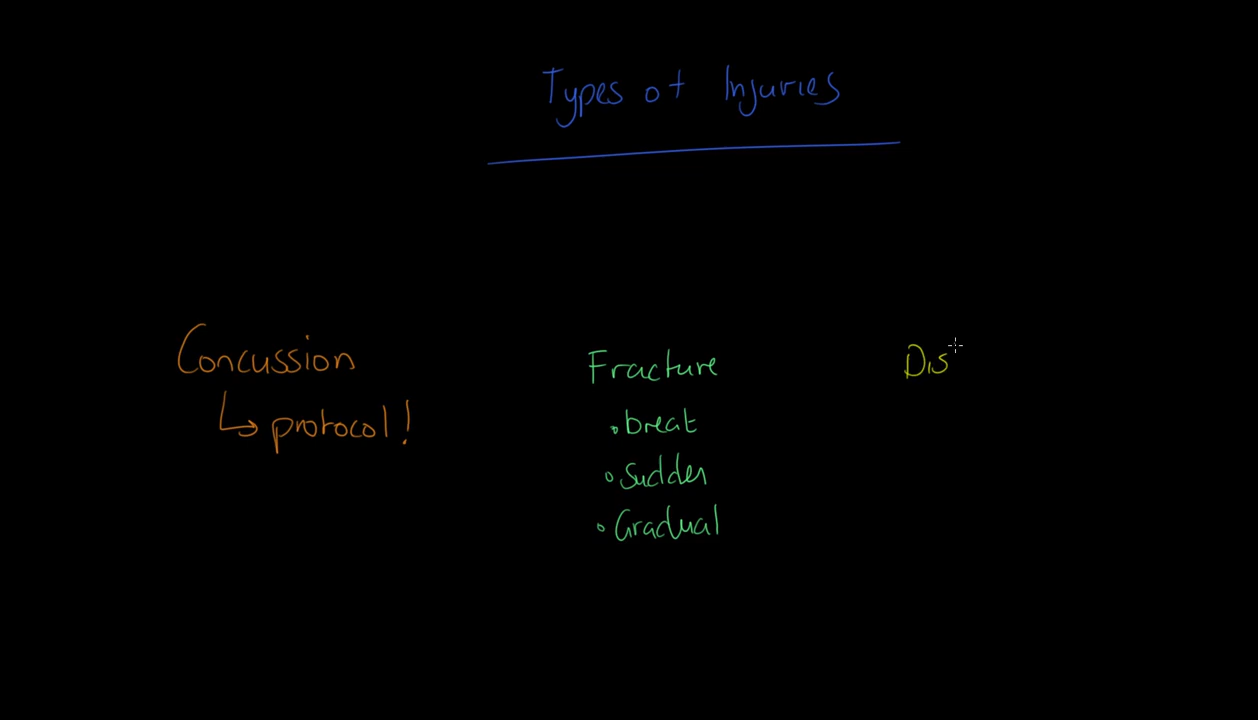 Types of Injuries
Concussion
protocol!
Fracture
• break
• Sudden
• Gradual
Dis